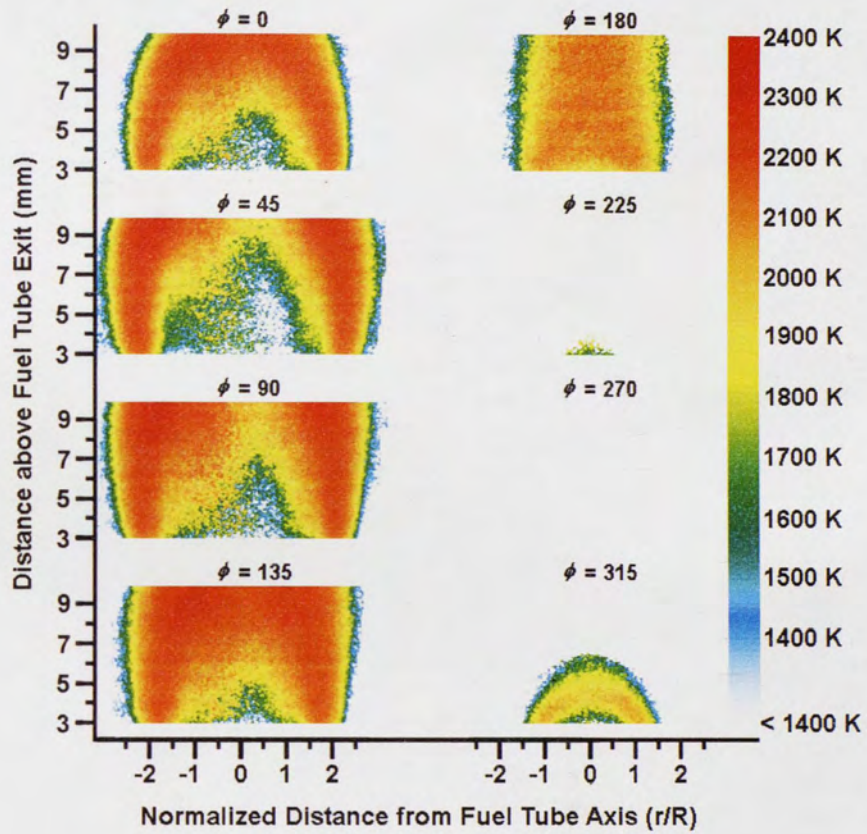 ϕ = 0
ϕ = 180
9
7
5
3
ϕ = 45
ϕ = 225
9
7
5
3
ϕ = 90
ϕ = 270
9
7
5
3
ϕ = 135
ϕ = 315
9
7
5
3
Distance above Fuel Tube Exit (mm)
-2 -1 0 1 2
-2 -1 0 1 2
Normalized Distance from Fuel Tube Axis (r/R)
2400 K
2300 K
2200 K
2100 K
2000 K
1900 K
1800 K
1700 K
1600 K
1500 K
1400 K
< 1400 K